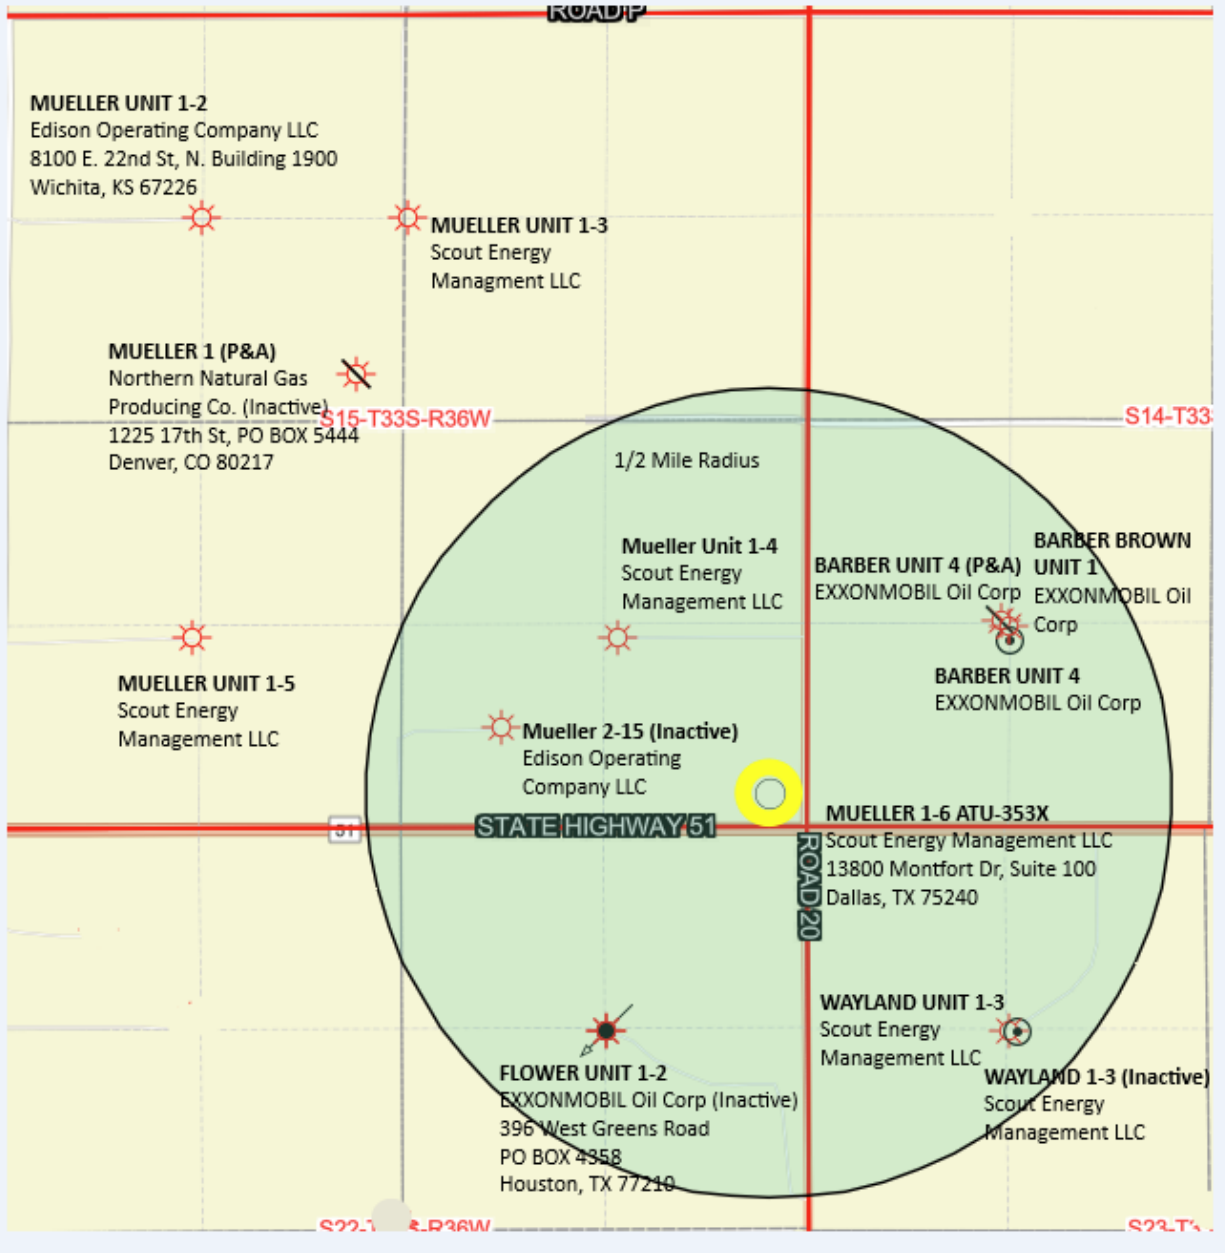 ROAD P
MUELLER UNIT 1-2
Edison Operating Company LLC
8100 E. 22nd St, N. Building 1900
Wichita, KS 67226
MUELLER UNIT 1-3
Scout Energy
Managment LLC
MUELLER 1 (P&A)
Northern Natural Gas
Producing Co. (Inactive)
1225 17th St, PO BOX 5444
Denver, CO 80217
S15-T33S-R36W
S14-T33
1/2 Mile Radius
Mueller Unit 1-4
Scout Energy
Management LLC
BARBER UNIT 4 (P&A)
EXXONMOBIL Oil Corp
BARBER BROWN
UNIT 1
EXXONMOBIL Oil
Corp
BARBER UNIT 4
EXXONMOBIL Oil Corp
MUELLER UNIT 1-5
Scout Energy
Management LLC
Mueller 2-15 (Inactive)
Edison Operating
Company LLC
51
STATE HIGHWAY 51
MUELLER 1-6 ATU-353X
Scout Energy Management LLC
13800 Montfort Dr, Suite 100
Dallas, TX 75240
ROAD 20
WAYLAND UNIT 1-3
Scout Energy
Management LLC
WAYLAND 1-3 (Inactive)
Scout Energy
Management LLC
FLOWER UNIT 1-2
EXXONMOBIL Oil Corp (Inactive)
396 West Greens Road
PO BOX 4358
Houston, TX 77210
S22-T S-R36W
S23-T